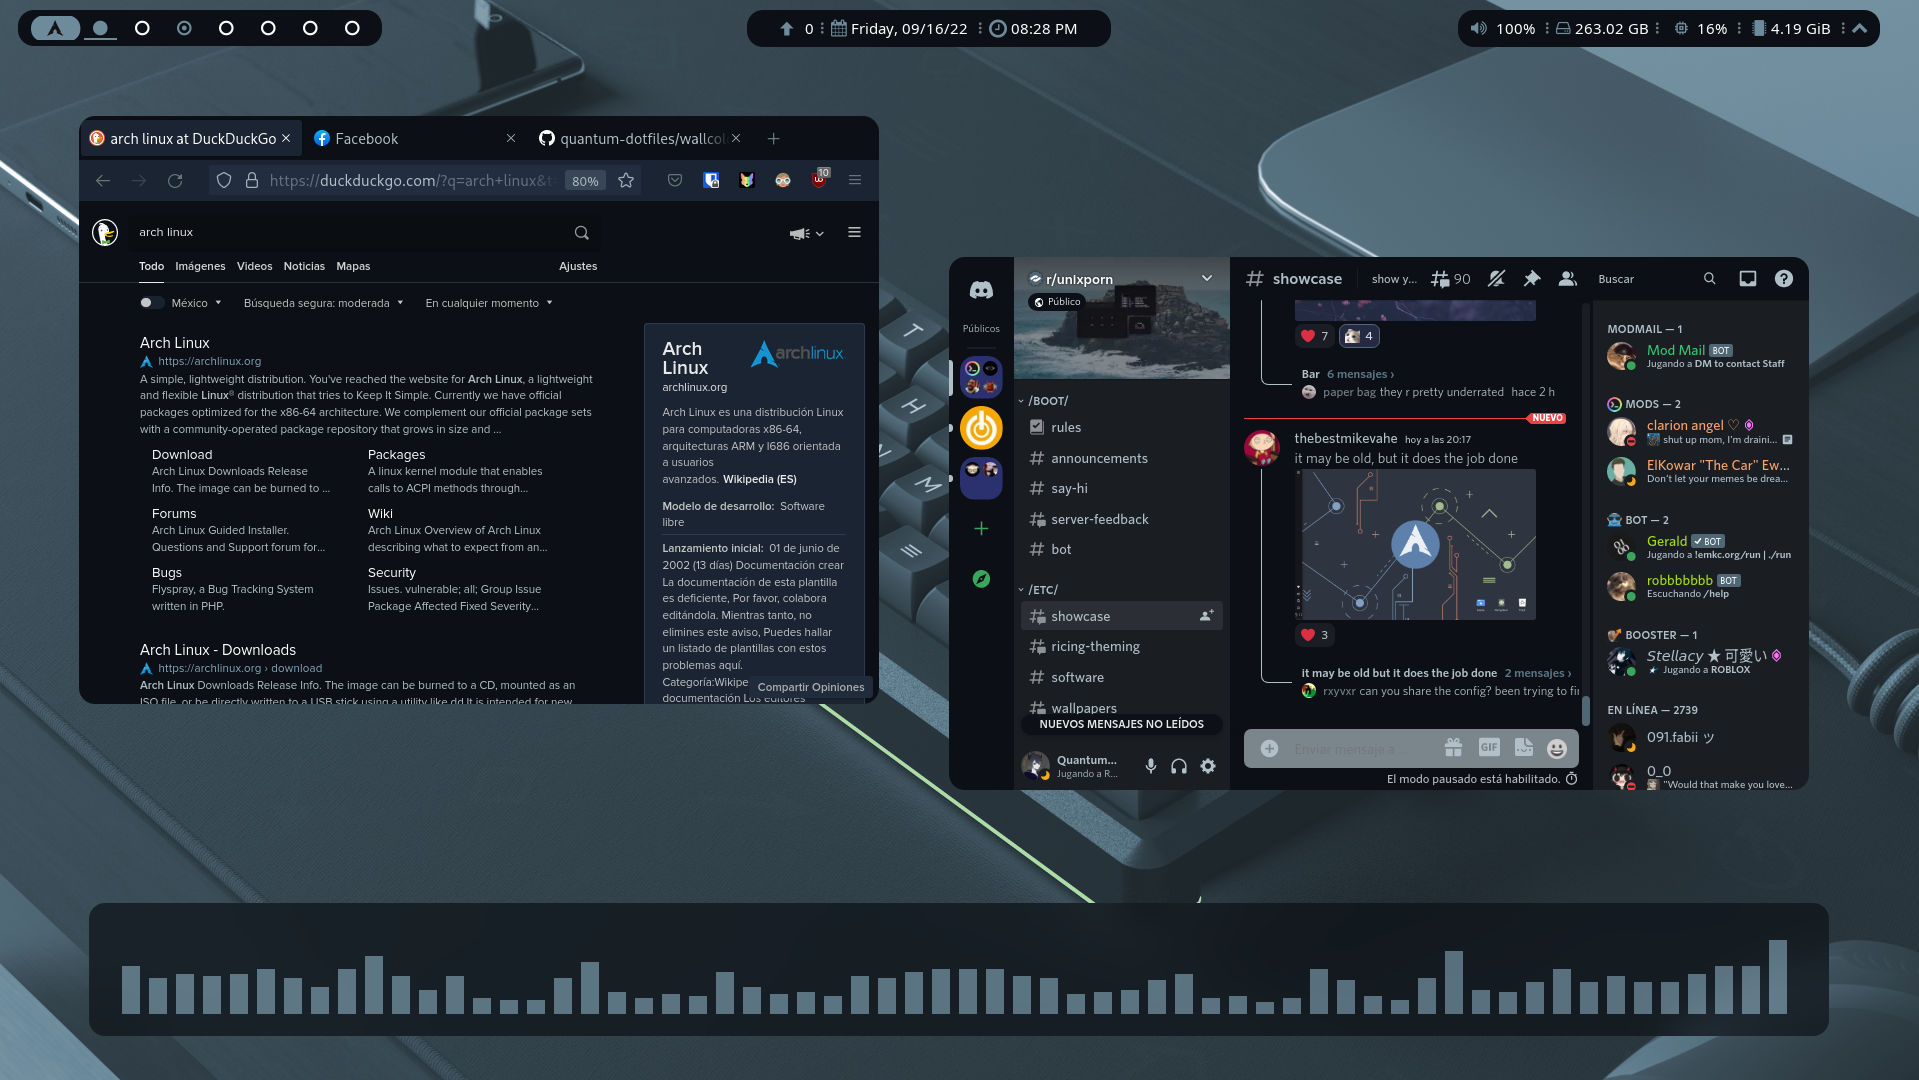 0
Friday, 09/16/22
08:28 PM
100%
263.02 GB
16%
4.19 GiB
arch linux at DuckDuckGo
Facebook
quantum-dotfiles/wallcol
https://duckduckgo.com/?q=arch+linux&t=
80%
10
arch linux
Todo Imágenes Videos Noticias Mapas Ajustes
México Búsqueda segura: moderada En cualquier momento
Arch Linux
https://archlinux.org
A simple, lightweight distribution. You've reached the website for Arch Linux, a lightweight
and flexible Linux® distribution that tries to Keep It Simple. Currently we have official
packages optimized for the x86-64 architecture. We complement our official package sets
with a community-operated package repository that grows in size and ...
Download
Arch Linux Downloads Release
Info. The image can be burned to ...
Packages
A linux kernel module that enables
calls to ACPI methods through...
Forums
Arch Linux Guided Installer.
Questions and Support forum for...
Wiki
Arch Linux Overview of Arch Linux
describing what to expect from an...
Bugs
Flyspray, a Bug Tracking System
written in PHP.
Security
Issues. vulnerable; all; Group Issue
Package Affected Fixed Severity...
Arch Linux - Downloads
https://archlinux.org › download
Arch Linux Downloads Release Info. The image can be burned to a CD, mounted as an
ISO file, or be directly written to a USB stick using a utility like dd It is intended for new
Arch
Linux
archlinux
archlinux.org
Arch Linux es una distribución Linux
para computadoras x86-64,
arquitecturas ARM y I686 orientada
a usuarios
avanzados. Wikipedia (ES)
Modelo de desarrollo: Software
libre
Lanzamiento inicial: 01 de junio de
2002 (13 días) Documentación crear
La documentación de esta plantilla
es deficiente, Por favor, colabora
editándola. Mientras tanto, no
elimines este aviso, Puedes hallar
un listado de plantillas con estos
problemas aquí.
Categoría:Wikipe
documentación Los editores
Compartir Opiniones
T
H
M
Públicos
r/unixporn
Público
/BOOT/
rules
announcements
say-hi
server-feedback
bot
/ETC/
showcase
ricing-theming
software
wallpapers
NUEVOS MENSAJES NO LEÍDOS
Quantum...
Jugando a R...
showcase
show y...
90
Buscar
7
4
Bar 6 mensajes ›
paper bag they r pretty underrated hace 2 h
NUEVO
thebestmikevahe hoy a las 20:17
it may be old, but it does the job done
3
it may be old but it does the job done 2 mensajes ›
rxyvxr can you share the config? been trying to fin
Enviar mensaje a ...
GIF
El modo pausado está habilitado.
MODMAIL — 1
Mod Mail BOT
Jugando a DM to contact Staff
MODS — 2
clarion angel ♡
shut up mom, I'm draini...
ElKowar "The Car" Ew...
Don't let your memes be drea...
BOT — 2
Gerald ✓ BOT
Jugando a !emkc.org/run | ./run
robbbbbbb BOT
Escuchando /help
BOOSTER — 1
Stellacy ★ 可愛い
Jugando a ROBLOX
EN LÍNEA — 2739
091.fabii ツ
0_0
"Would that make you love...